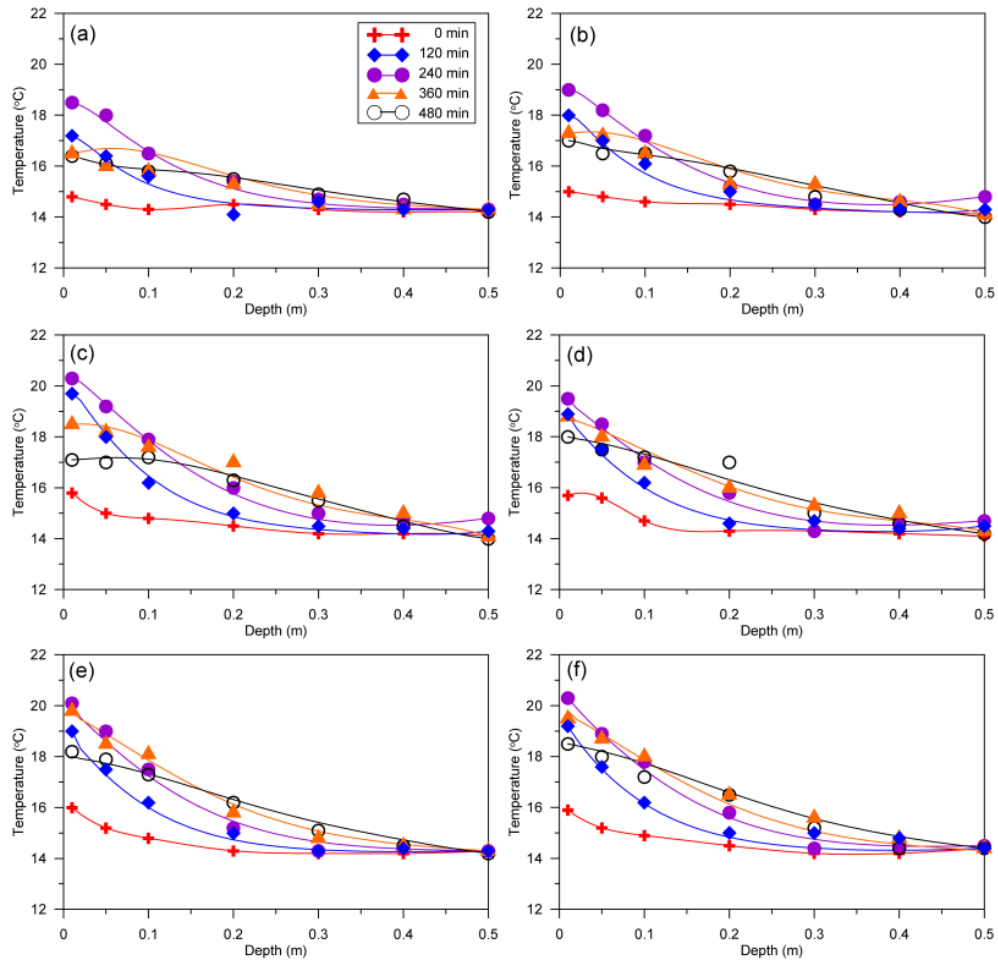 (a)
0 min
120 min
240 min
360 min
480 min
22
20
18
16
14
12
Temperature (°C)
0 0.1 0.2 0.3 0.4 0.5
Depth (m)
(b)
22
20
18
16
14
12
Temperature (°C)
0 0.1 0.2 0.3 0.4 0.5
Depth (m)
(c)
22
20
18
16
14
12
Temperature (°C)
0 0.1 0.2 0.3 0.4 0.5
Depth (m)
(d)
22
20
18
16
14
12
Temperature (°C)
0 0.1 0.2 0.3 0.4 0.5
Depth (m)
(e)
22
20
18
16
14
12
Temperature (°C)
0 0.1 0.2 0.3 0.4 0.5
Depth (m)
(f)
22
20
18
16
14
12
Temperature (°C)
0 0.1 0.2 0.3 0.4 0.5
Depth (m)